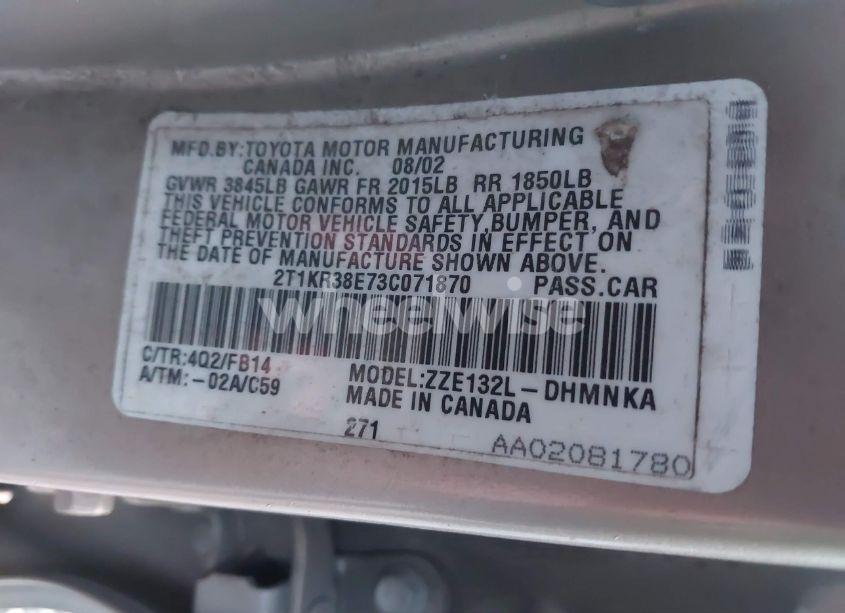 MFD.BY:TOYOTA MOTOR MANUFACTURING
CANADA INC. 08/02
GVWR 3845LB GAWR FR 2015LB RR 1850LB
THIS VEHICLE CONFORMS TO ALL APPLICABLE
FEDERAL MOTOR VEHICLE SAFETY,BUMPER, AND
THEFT PREVENTION STANDARDS IN EFFECT ON
THE DATE OF MANUFACTURE SHOWN ABOVE.
2T1KR38E73C071870 PASS.CAR
wheelwise
C/TR:4Q2/FB14
A/TM:-02A/C59
MODEL:ZZE132L-DHMNKA
MADE IN CANADA
271
AA02081780